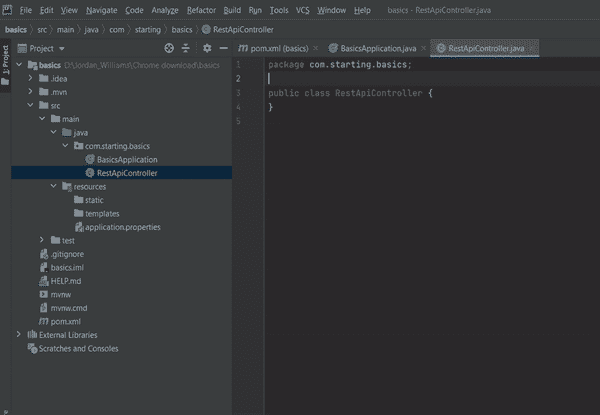 File Edit View Navigate Code Analyze Refactor Build Run Tools VCS Window Help basics - RestApiController.java
basics src main java com starting basics RestApiController
1: Project
Project
pom.xml (basics) BasicsApplication.java RestApiController.java
basics D:\Jordan_Williams\Chrome download\basics
.idea
.mvn
src
main
java
com.starting.basics
BasicsApplication
RestApiController
resources
static
templates
application.properties
test
.gitignore
basics.iml
HELP.md
mvnw
mvnw.cmd
pom.xml
External Libraries
Scratches and Consoles
1 package com.starting.basics;
2
3 public class RestApiController {
4 }
5